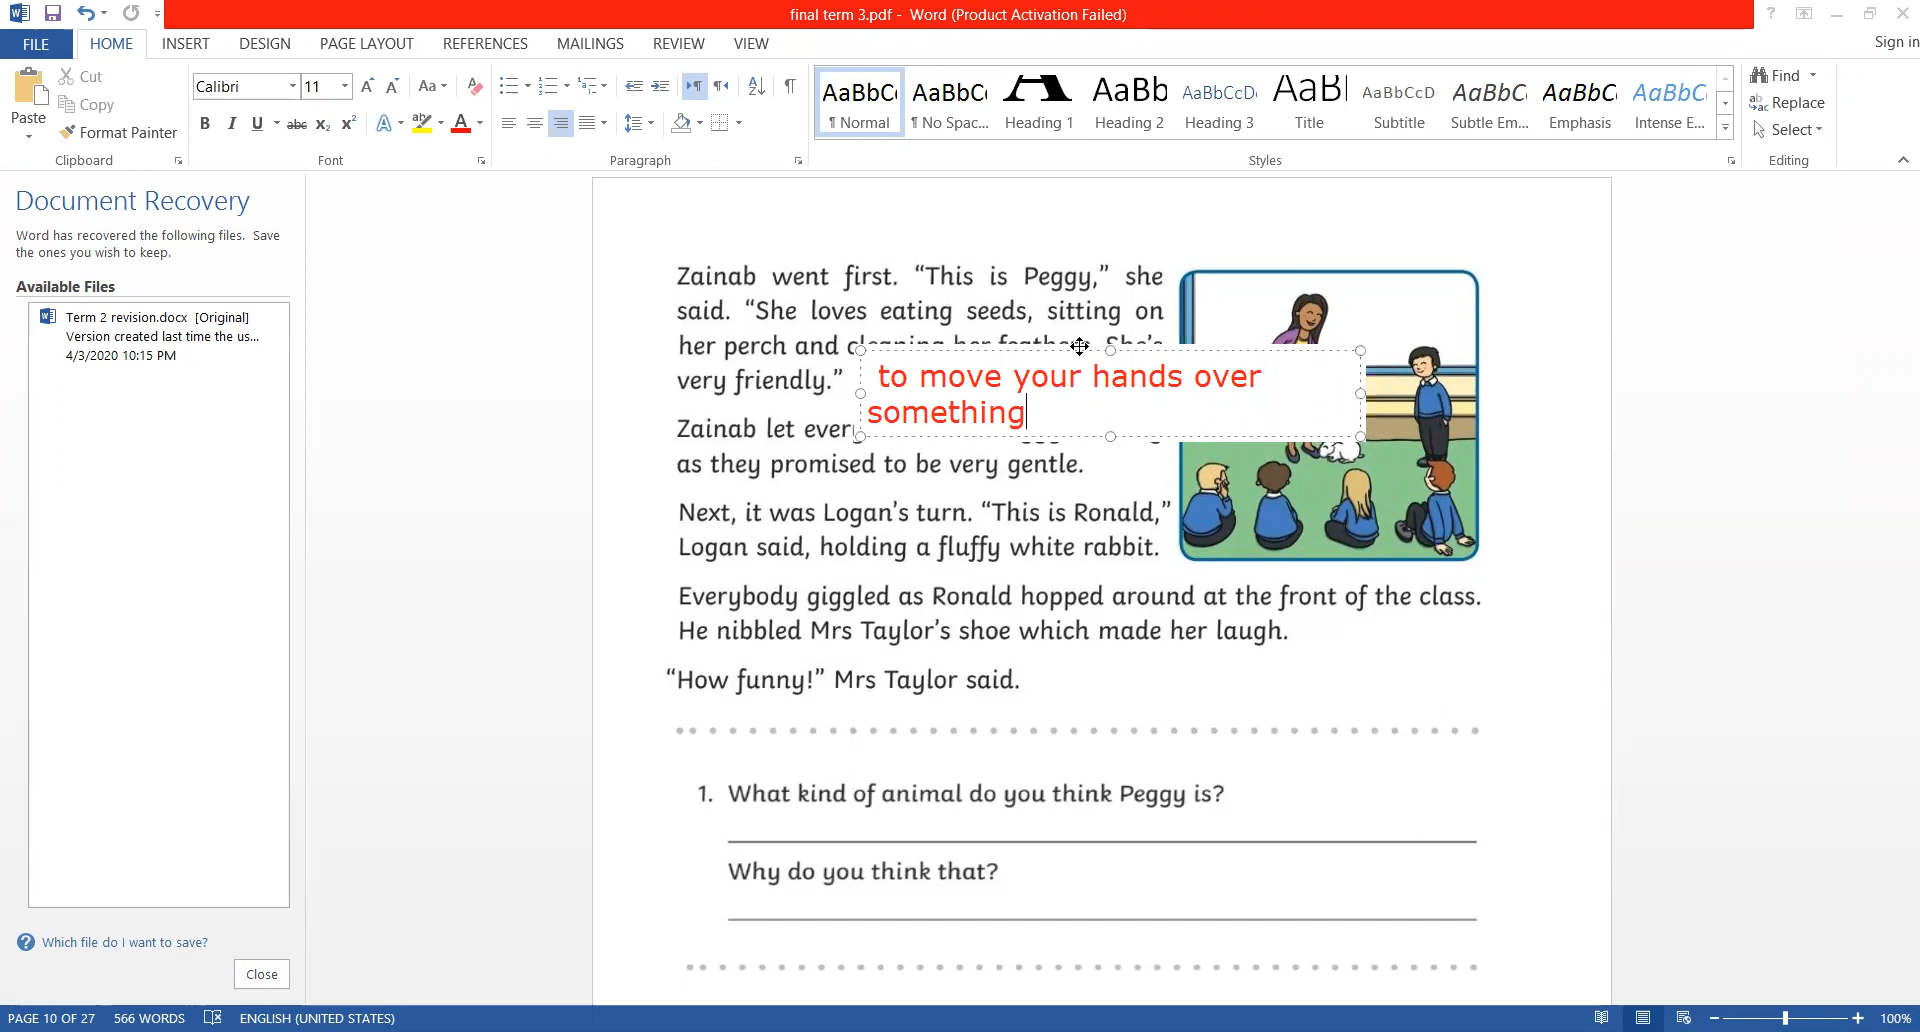 final term 3.pdf - Word (Product Activation Failed)
FILE HOME INSERT DESIGN PAGE LAYOUT REFERENCES MAILINGS REVIEW VIEW
Sign in
Paste
Cut
Copy
Format Painter
Clipboard
Calibri 11
Font
Paragraph
AaBbCc AaBbCc A AaBb AaBbCcD AaBl AaBbCcD AaBbC AaBbC AaBbC
¶ Normal ¶ No Spac... Heading 1 Heading 2 Heading 3 Title Subtitle Subtle Em... Emphasis Intense E...
Styles
Find
Replace
Select
Editing
Document Recovery
Word has recovered the following files. Save
the ones you wish to keep.
Available Files
Term 2 revision.docx [Original]
Version created last time the us...
4/3/2020 10:15 PM
Which file do I want to save?
Close
Zainab went first. “This is Peggy,” she
said. “She loves eating seeds, sitting on
her perch and cleaning her feathers. She’s
very friendly.”
to move your hands over
something
Zainab let
as they promised to be very gentle.
Next, it was Logan’s turn. “This is Ronald,”
Logan said, holding a fluffy white rabbit.
Everybody giggled as Ronald hopped around at the front of the class.
He nibbled Mrs Taylor’s shoe which made her laugh.
“How funny!” Mrs Taylor said.
1. What kind of animal do you think Peggy is?
Why do you think that?
PAGE 10 OF 27 566 WORDS ENGLISH (UNITED STATES)
100%